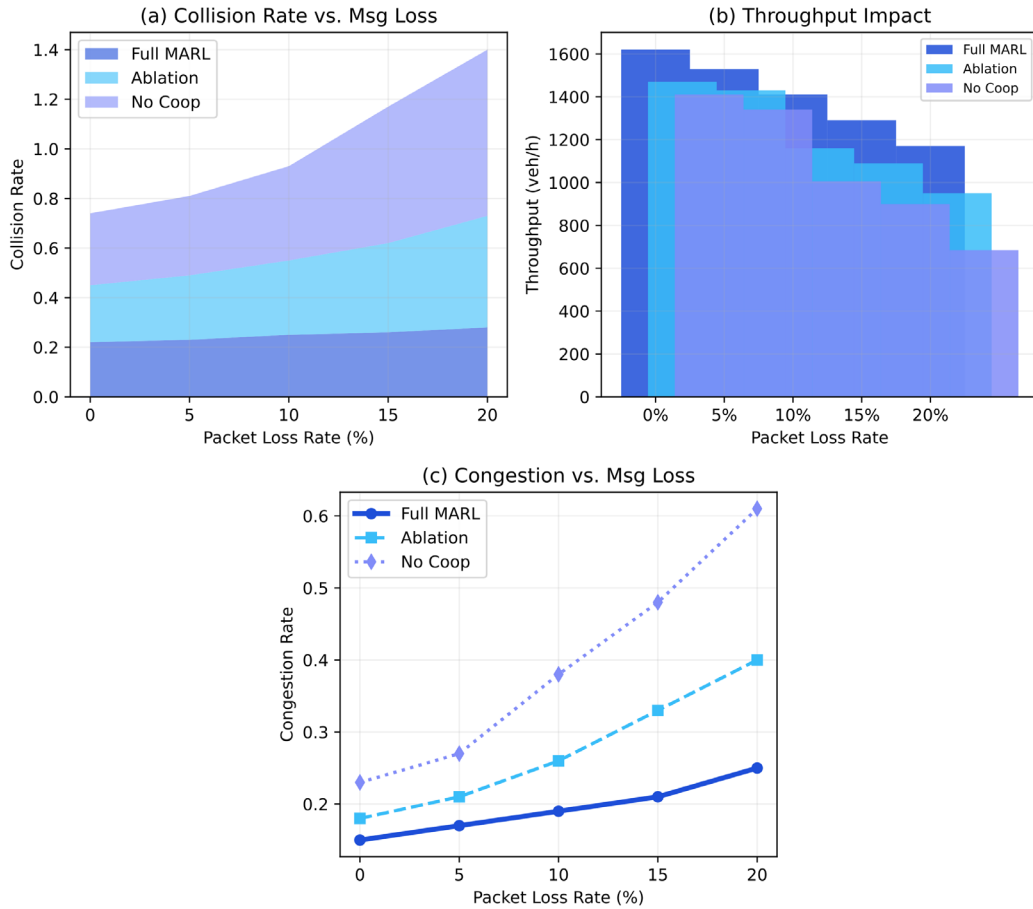 (a) Collision Rate vs. Msg Loss
Full MARL
Ablation
No Coop
1.4
1.2
1.0
0.8
0.6
0.4
0.2
0.0
Collision Rate
0 5 10 15 20
Packet Loss Rate (%)
(b) Throughput Impact
Full MARL
Ablation
No Coop
1600
1400
1200
1000
800
600
400
200
0
Throughput (veh/h)
0% 5% 10% 15% 20%
Packet Loss Rate
(c) Congestion vs. Msg Loss
Full MARL
Ablation
No Coop
0.6
0.5
0.4
0.3
0.2
Congestion Rate
0 5 10 15 20
Packet Loss Rate (%)